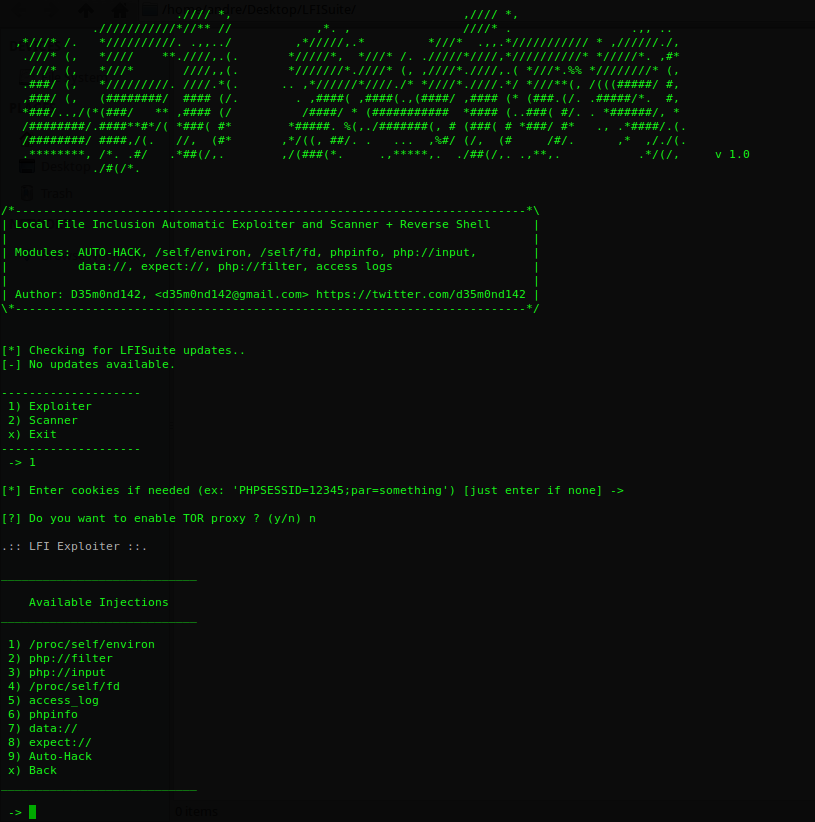 /home/andre/Desktop/LFISuite/
v 1.0
/*-------------------------------------------------------------------------*\
| Local File Inclusion Automatic Exploiter and Scanner + Reverse Shell      |
|                                                                           |
| Modules: AUTO-HACK, /self/environ, /self/fd, phpinfo, php://input,        |
|          data://, expect://, php://filter, access logs                    |
|                                                                           |
| Author: D35m0nd142, <d35m0nd142@gmail.com> https://twitter.com/d35m0nd142 |
\*-------------------------------------------------------------------------*/
[*] Checking for LFISuite updates..
[-] No updates available.
--------------------
 1) Exploiter
 2) Scanner
 x) Exit
--------------------
 -> 1
[*] Enter cookies if needed (ex: 'PHPSESSID=12345;par=something') [just enter if none] ->
[?] Do you want to enable TOR proxy ? (y/n) n
.:: LFI Exploiter ::.
____________________________
    Available Injections
____________________________
 1) /proc/self/environ
 2) php://filter
 3) php://input
 4) /proc/self/fd
 5) access_log
 6) phpinfo
 7) data://
 8) expect://
 9) Auto-Hack
 x) Back
____________________________
 ->